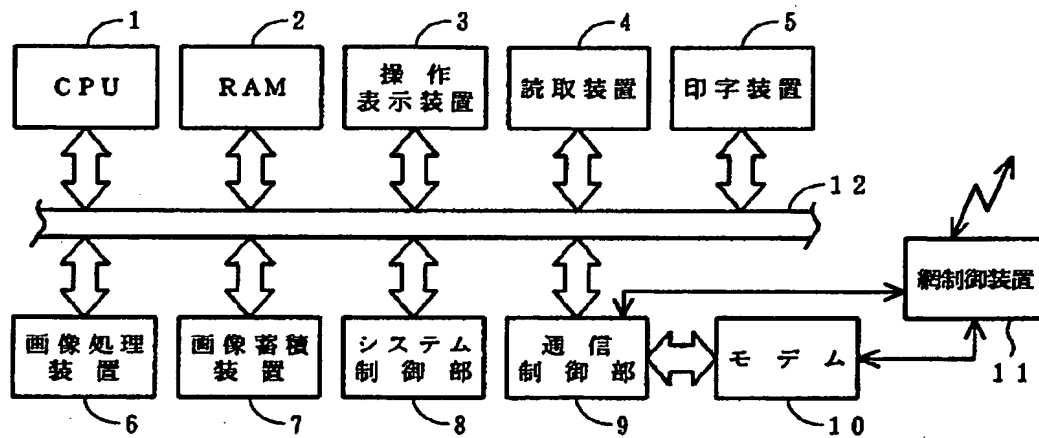 1
2
3
4
5
CPU
RAM
操作
表示装置
読取装置
印字装置
12
網制御装置
11
画像処理
装置
画像蓄積
装置
システム
制御部
通信
制御部
モデム
6
7
8
9
10